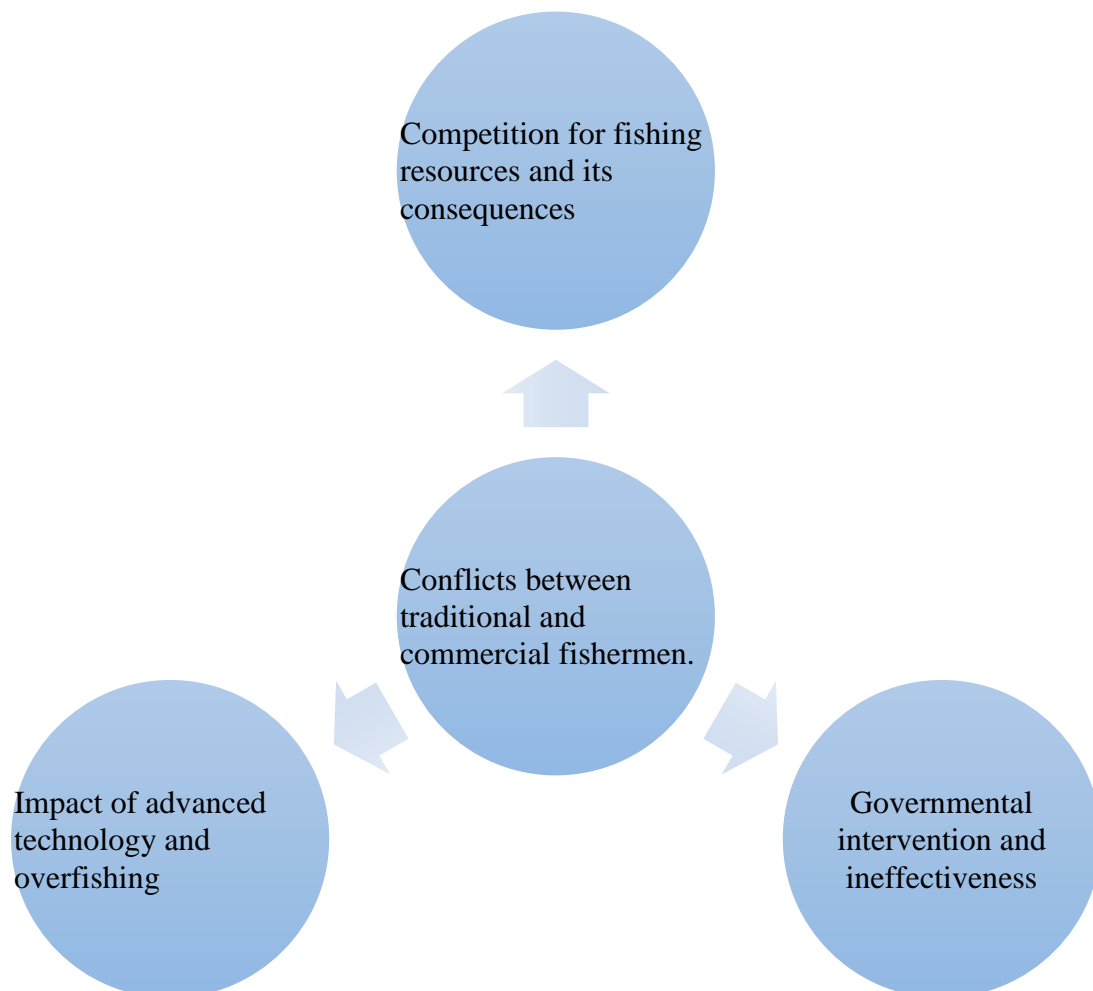 Competition for fishing
resources and its
consequences
Conflicts between
traditional and
commercial fishermen.
Impact of advanced
technology and
overfishing
Governmental
intervention and
ineffectiveness